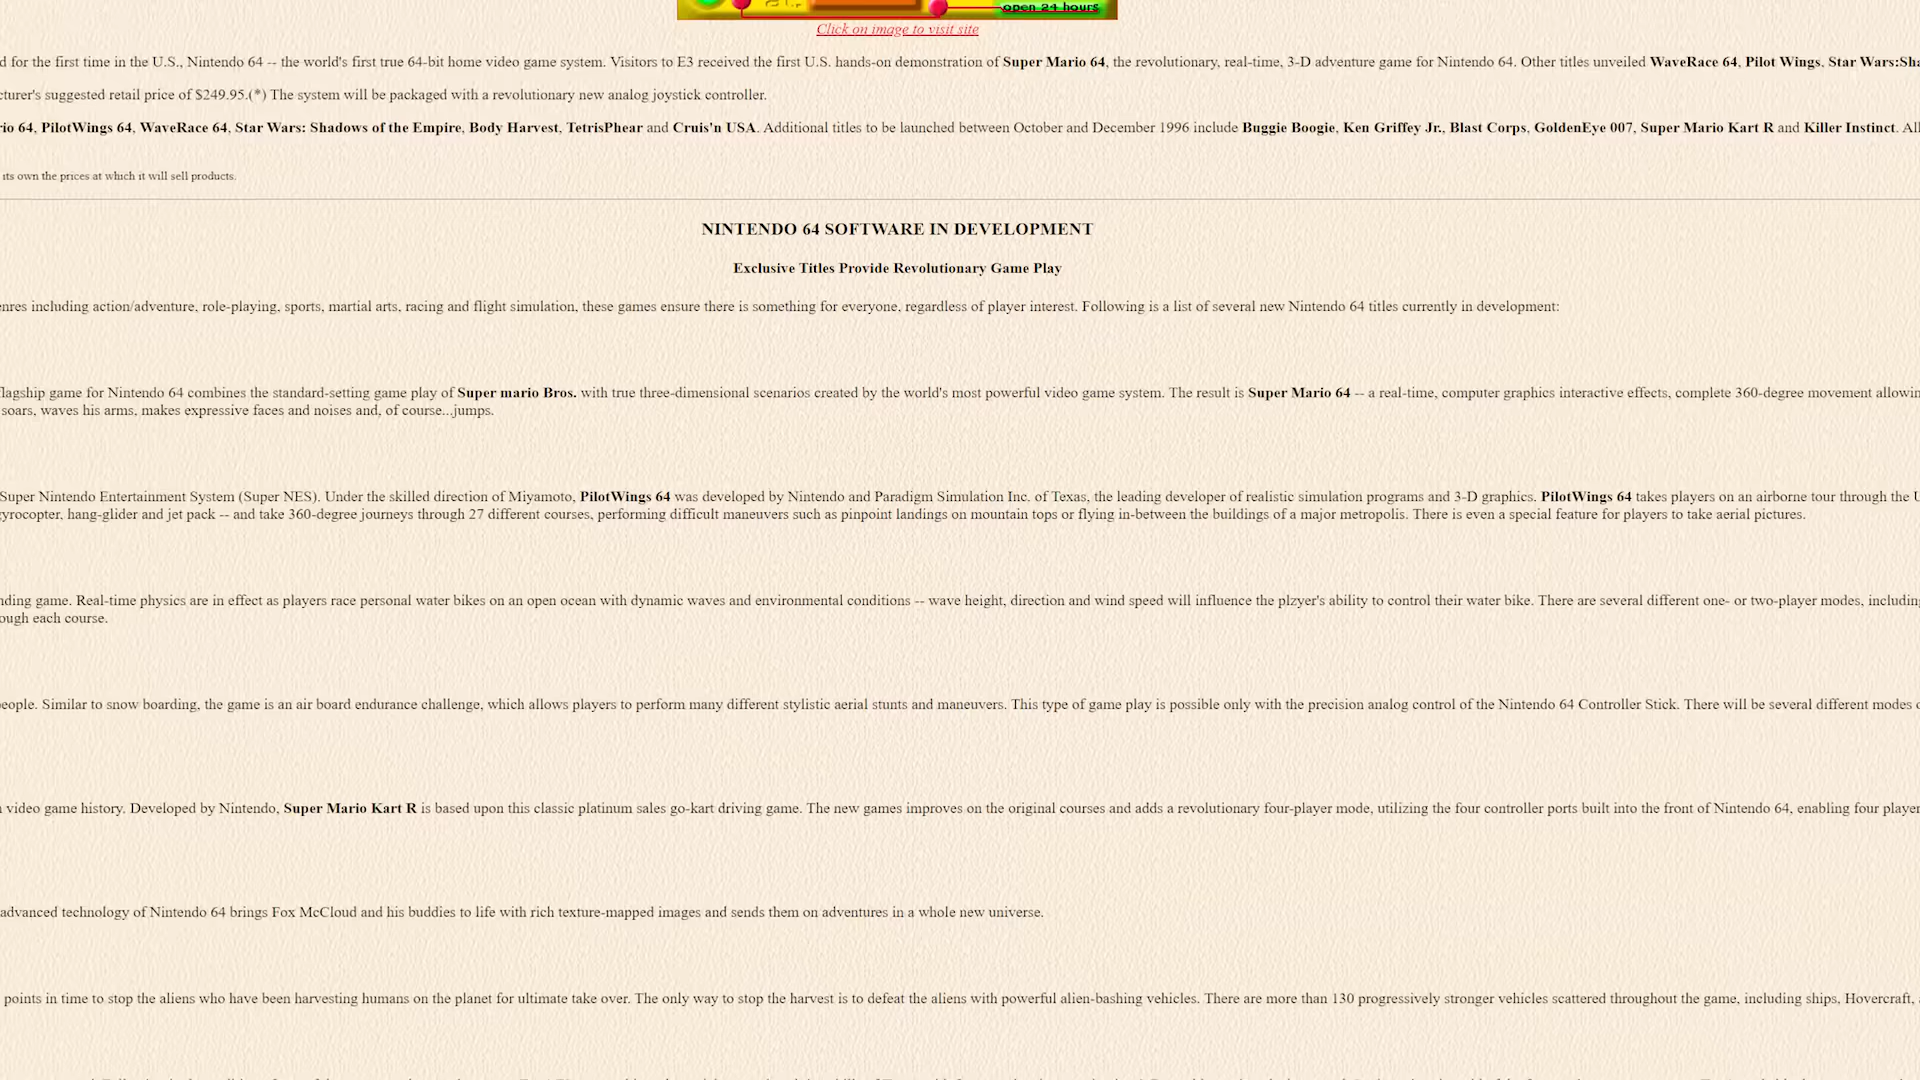 open 24 hours
Click on image to visit site
d for the first time in the U.S., Nintendo 64 -- the world's first true 64-bit home video game system. Visitors to E3 received the first U.S. hands-on demonstration of Super Mario 64, the revolutionary, real-time, 3-D adventure game for Nintendo 64. Other titles unveiled WaveRace 64, Pilot Wings, Star Wars:Sha
cturer's suggested retail price of $249.95.(*) The system will be packaged with a revolutionary new analog joystick controller.
rio 64, PilotWings 64, WaveRace 64, Star Wars: Shadows of the Empire, Body Harvest, TetrisPhear and Cruis'n USA. Additional titles to be launched between October and December 1996 include Buggie Boogie, Ken Griffey Jr., Blast Corps, GoldenEye 007, Super Mario Kart R and Killer Instinct. All
its own the prices at which it will sell products.
NINTENDO 64 SOFTWARE IN DEVELOPMENT
Exclusive Titles Provide Revolutionary Game Play
enres including action/adventure, role-playing, sports, martial arts, racing and flight simulation, these games ensure there is something for everyone, regardless of player interest. Following is a list of several new Nintendo 64 titles currently in development:
flagship game for Nintendo 64 combines the standard-setting game play of Super mario Bros. with true three-dimensional scenarios created by the world's most powerful video game system. The result is Super Mario 64 -- a real-time, computer graphics interactive effects, complete 360-degree movement allowin
soars, waves his arms, makes expressive faces and noises and, of course...jumps.
Super Nintendo Entertainment System (Super NES). Under the skilled direction of Miyamoto, PilotWings 64 was developed by Nintendo and Paradigm Simulation Inc. of Texas, the leading developer of realistic simulation programs and 3-D graphics. PilotWings 64 takes players on an airborne tour through the U
yrocopter, hang-glider and jet pack -- and take 360-degree journeys through 27 different courses, performing difficult maneuvers such as pinpoint landings on mountain tops or flying in-between the buildings of a major metropolis. There is even a special feature for players to take aerial pictures.
nding game. Real-time physics are in effect as players race personal water bikes on an open ocean with dynamic waves and environmental conditions -- wave height, direction and wind speed will influence the plzyer's ability to control their water bike. There are several different one- or two-player modes, including
ough each course.
eople. Similar to snow boarding, the game is an air board endurance challenge, which allows players to perform many different stylistic aerial stunts and maneuvers. This type of game play is possible only with the precision analog control of the Nintendo 64 Controller Stick. There will be several different modes o
video game history. Developed by Nintendo, Super Mario Kart R is based upon this classic platinum sales go-kart driving game. The new games improves on the original courses and adds a revolutionary four-player mode, utilizing the four controller ports built into the front of Nintendo 64, enabling four player
advanced technology of Nintendo 64 brings Fox McCloud and his buddies to life with rich texture-mapped images and sends them on adventures in a whole new universe.
points in time to stop the aliens who have been harvesting humans on the planet for ultimate take over. The only way to stop the harvest is to defeat the aliens with powerful alien-bashing vehicles. There are more than 130 progressively stronger vehicles scattered throughout the game, including ships, Hovercraft,